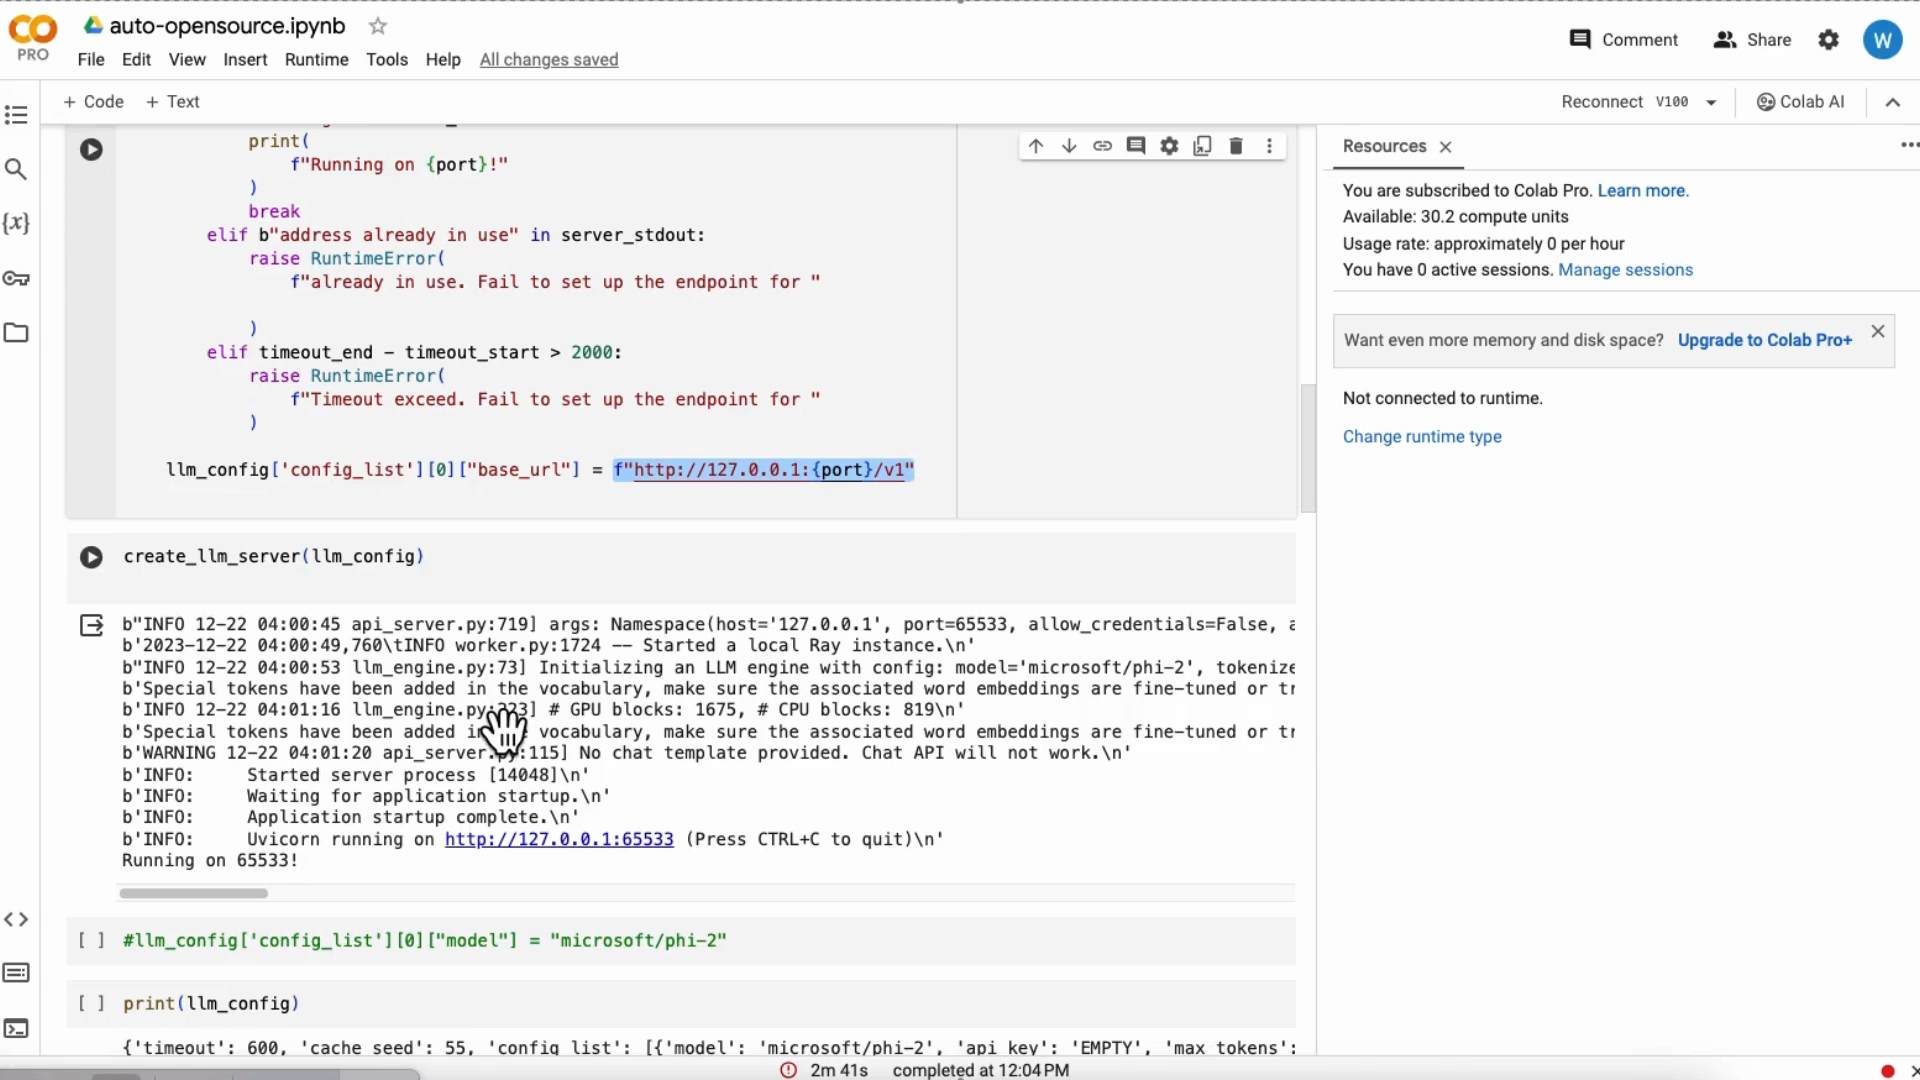 auto-opensource.ipynb
PRO
File Edit View Insert Runtime Tools Help All changes saved
Comment Share W
+ Code + Text
Reconnect V100 Colab AI
print(
f"Running on {port}!"
)
break
elif b"address already in use" in server_stdout:
raise RuntimeError(
f"already in use. Fail to set up the endpoint for "
)
elif timeout_end - timeout_start > 2000:
raise RuntimeError(
f"Timeout exceed. Fail to set up the endpoint for "
)
llm_config['config_list'][0]["base_url"] = f"http://127.0.0.1:{port}/v1"
create_llm_server(llm_config)
b"INFO 12-22 04:00:45 api_server.py:719] args: Namespace(host='127.0.0.1', port=65533, allow_credentials=False, a
b'2023-12-22 04:00:49,760\tINFO worker.py:1724 -- Started a local Ray instance.\n'
b"INFO 12-22 04:00:53 llm_engine.py:73] Initializing an LLM engine with config: model='microsoft/phi-2', tokenize
b'Special tokens have been added in the vocabulary, make sure the associated word embeddings are fine-tuned or tr
b'INFO 12-22 04:01:16 llm_engine.py:223] # GPU blocks: 1675, # CPU blocks: 819\n'
b'Special tokens have been added in vocabulary, make sure the associated word embeddings are fine-tuned or tr
b'WARNING 12-22 04:01:20 api_server.py:115] No chat template provided. Chat API will not work.\n'
b'INFO: Started server process [14048]\n'
b'INFO: Waiting for application startup.\n'
b'INFO: Application startup complete.\n'
b'INFO: Uvicorn running on http://127.0.0.1:65533 (Press CTRL+C to quit)\n'
Running on 65533!
[ ] #llm_config['config_list'][0]["model"] = "microsoft/phi-2"
[ ] print(llm_config)
{'timeout': 600, 'cache_seed': 55, 'config_list': [{'model': 'microsoft/phi-2', 'api_key': 'EMPTY', 'max_tokens':
2m 41s completed at 12:04 PM
Resources
You are subscribed to Colab Pro. Learn more.
Available: 30.2 compute units
Usage rate: approximately 0 per hour
You have 0 active sessions. Manage sessions
Want even more memory and disk space? Upgrade to Colab Pro+
Not connected to runtime.
Change runtime type